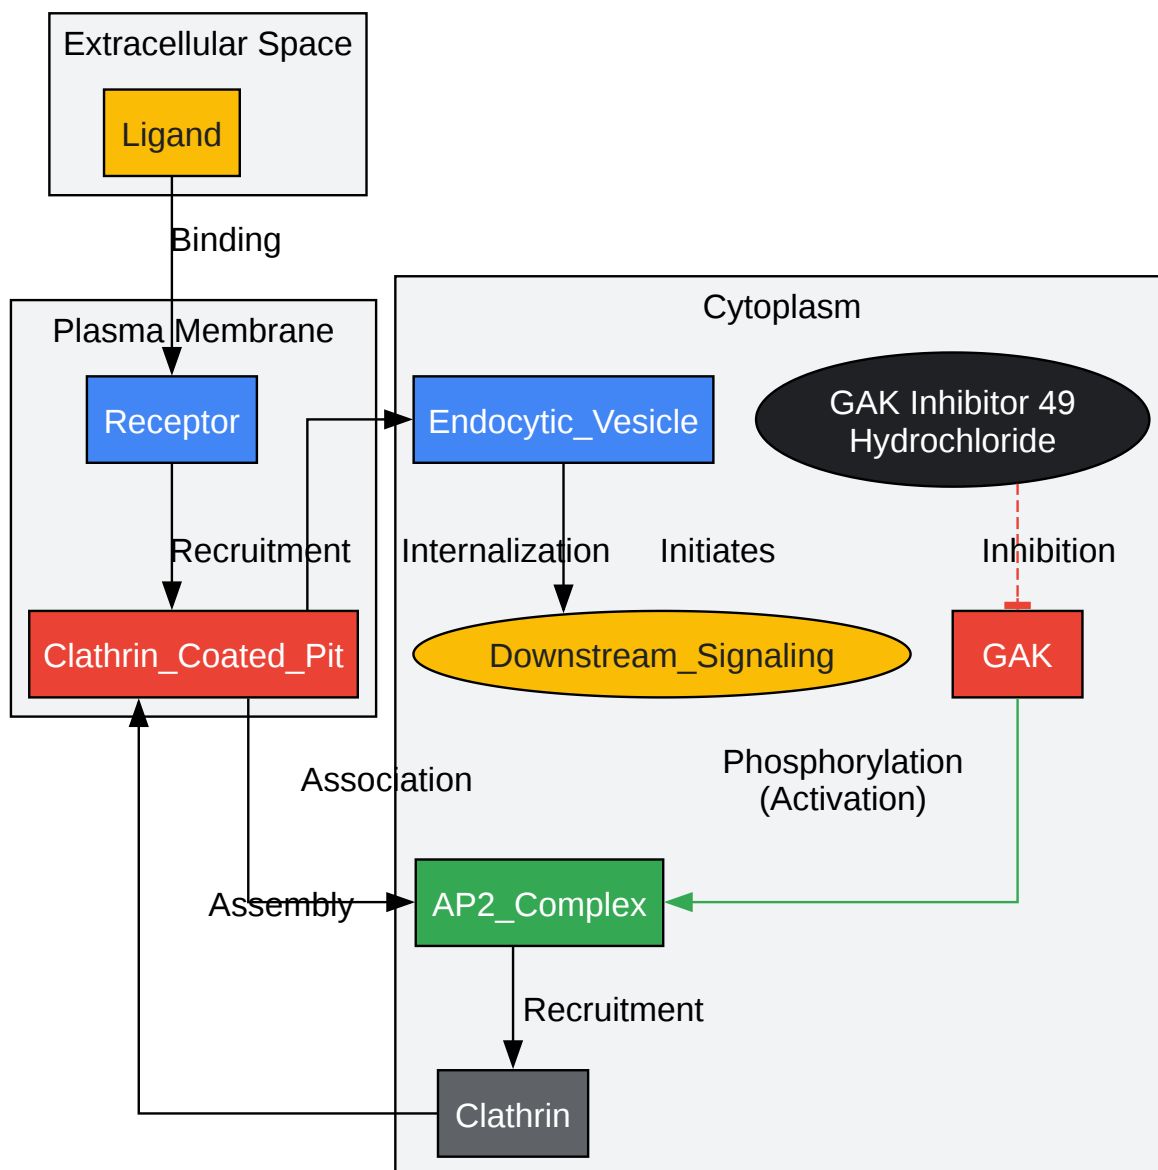 Extracellular Space
Ligand
Binding
Cytoplasm
Plasma Membrane
Receptor
Endocytic_Vesicle
GAK Inhibitor 49
Hydrochloride
Recruitment
Internalization
Initiates
Inhibition
Clathrin_Coated_Pit
Downstream_Signaling
GAK
Association
Phosphorylation
(Activation)
Assembly
AP2_Complex
Recruitment
Clathrin